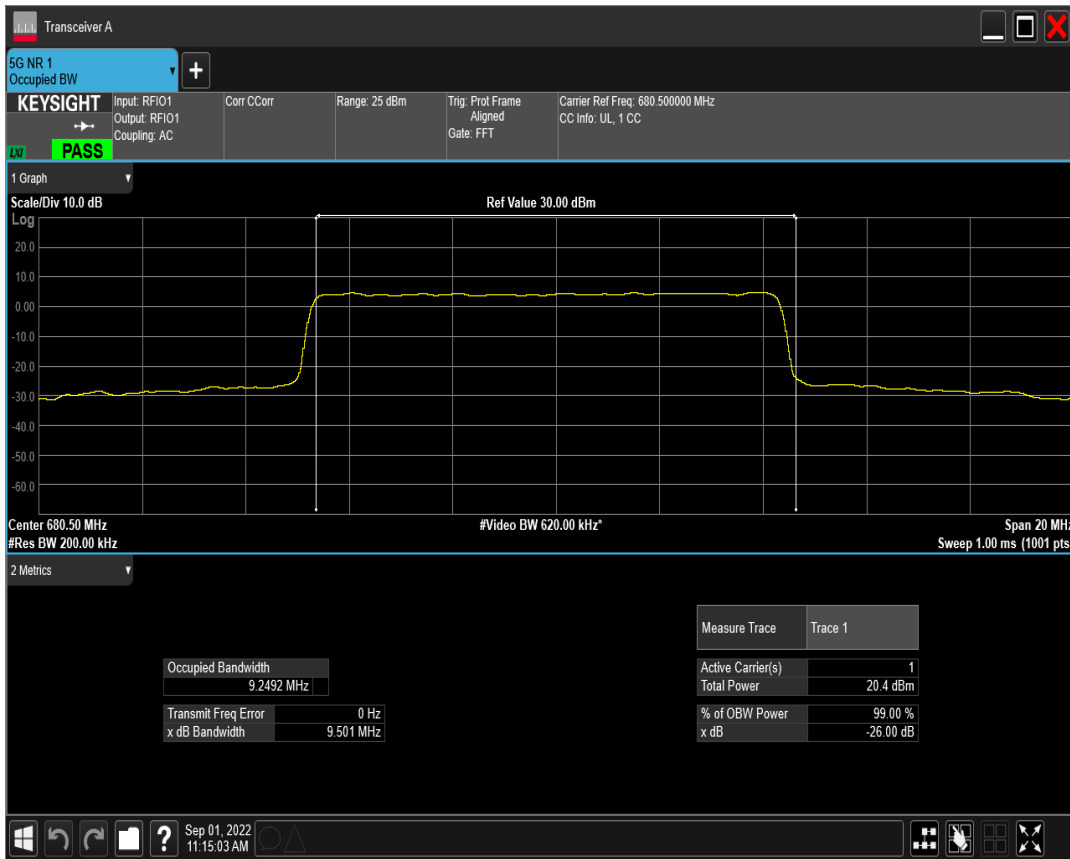 Transceiver A
5G NR 1
Occupied BW
KEYSIGHT
LXI
PASS
Input: RFIO1
Output: RFIO1
Coupling: AC
Corr CCorr
Range: 25 dBm
Trig: Prot Frame
Aligned
Gate: FFT
Carrier Ref Freq: 680.500000 MHz
CC Info: UL, 1 CC
1 Graph
Scale/Div 10.0 dB
Ref Value 30.00 dBm
Log
20.0
10.0
0.00
-10.0
-20.0
-30.0
-40.0
-50.0
-60.0
Center 680.50 MHz
#Video BW 620.00 kHz*
Span 20 MHz
#Res BW 200.00 kHz
Sweep 1.00 ms (1001 pts
2 Metrics
Measure Trace Trace 1
Occupied Bandwidth
9.2492 MHz
Active Carrier(s) 1
Total Power 20.4 dBm
Transmit Freq Error 0 Hz
x dB Bandwidth 9.501 MHz
% of OBW Power 99.00 %
x dB -26.00 dB
?
Sep 01, 2022
11:15:03 AM